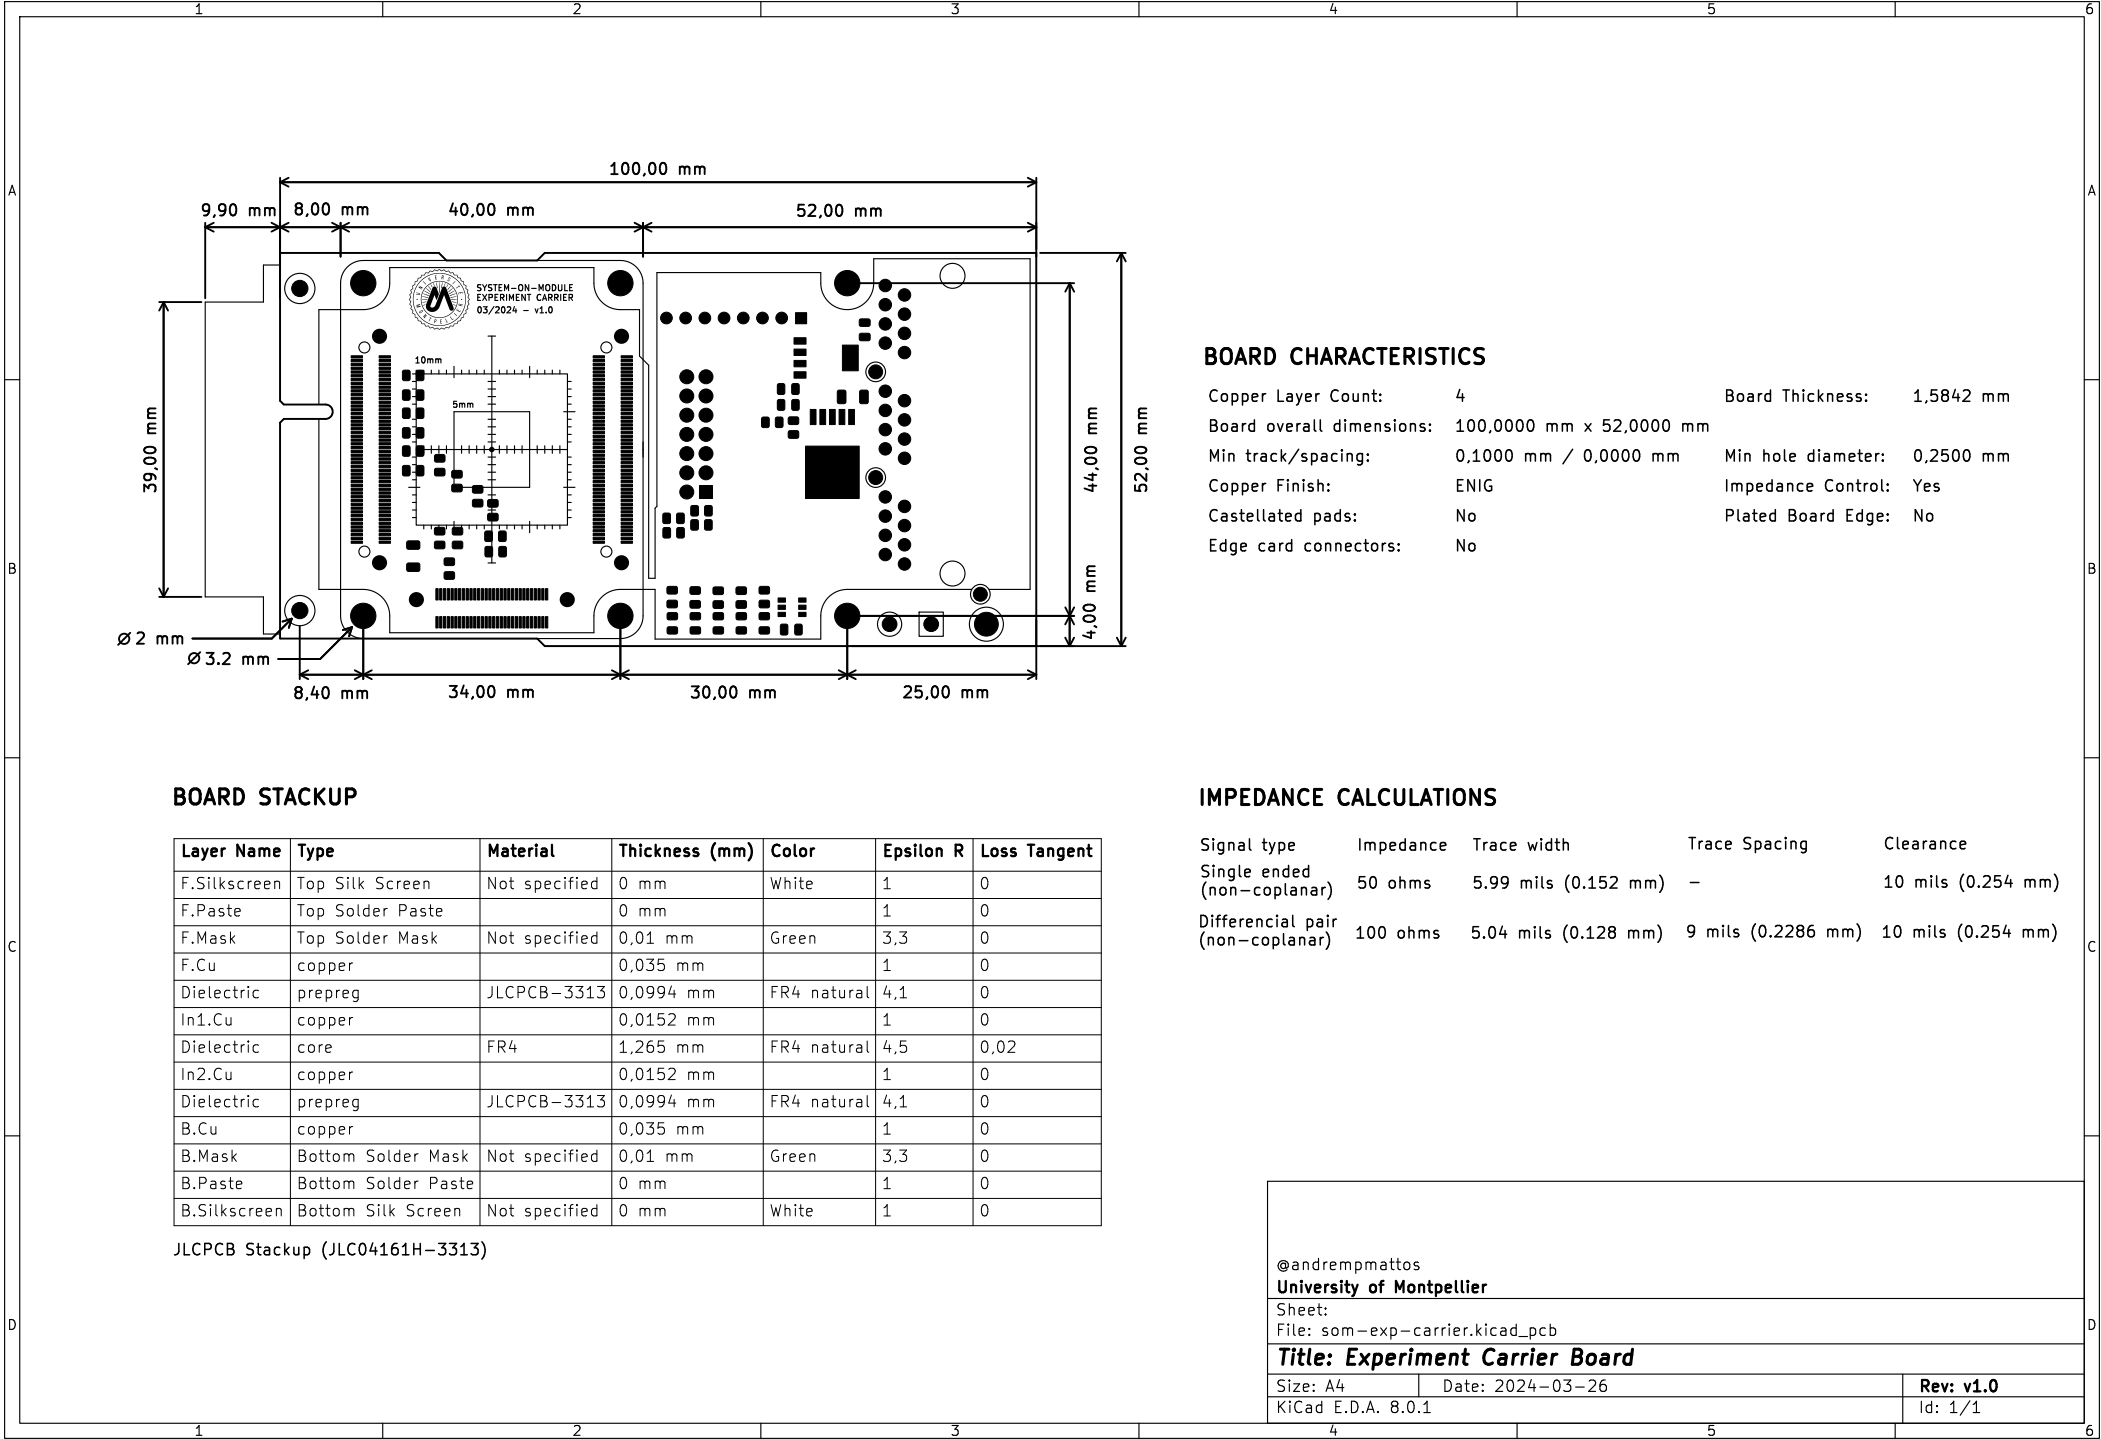 1 2 3 4 5 6
A A
B B
C C
D D
100,00 mm
9,90 mm 8,00 mm 40,00 mm 52,00 mm
SYSTEM-ON-MODULE
EXPERIMENT CARRIER
03/2024 - v1.0
10mm
5mm
39,00 mm
44,00 mm
52,00 mm
4,00 mm
Ø 2 mm
Ø 3.2 mm
8,40 mm 34,00 mm 30,00 mm 25,00 mm
BOARD CHARACTERISTICS
Copper Layer Count: 4 Board Thickness: 1,5842 mm
Board overall dimensions: 100,0000 mm x 52,0000 mm
Min track/spacing: 0,1000 mm / 0,0000 mm Min hole diameter: 0,2500 mm
Copper Finish: ENIG Impedance Control: Yes
Castellated pads: No Plated Board Edge: No
Edge card connectors: No
BOARD STACKUP
Layer Name Type Material Thickness (mm) Color Epsilon R Loss Tangent
F.Silkscreen Top Silk Screen Not specified 0 mm White 1 0
F.Paste Top Solder Paste 0 mm 1 0
F.Mask Top Solder Mask Not specified 0,01 mm Green 3,3 0
F.Cu copper 0,035 mm 1 0
Dielectric prepreg JLCPCB-3313 0,0994 mm FR4 natural 4,1 0
In1.Cu copper 0,0152 mm 1 0
Dielectric core FR4 1,265 mm FR4 natural 4,5 0,02
In2.Cu copper 0,0152 mm 1 0
Dielectric prepreg JLCPCB-3313 0,0994 mm FR4 natural 4,1 0
B.Cu copper 0,035 mm 1 0
B.Mask Bottom Solder Mask Not specified 0,01 mm Green 3,3 0
B.Paste Bottom Solder Paste 0 mm 1 0
B.Silkscreen Bottom Silk Screen Not specified 0 mm White 1 0
JLCPCB Stackup (JLC04161H-3313)
IMPEDANCE CALCULATIONS
Signal type Impedance Trace width Trace Spacing Clearance
Single ended
(non-coplanar) 50 ohms 5.99 mils (0.152 mm) - 10 mils (0.254 mm)
Differencial pair
(non-coplanar) 100 ohms 5.04 mils (0.128 mm) 9 mils (0.2286 mm) 10 mils (0.254 mm)
@andrempmattos
University of Montpellier
Sheet:
File: som-exp-carrier.kicad_pcb
Title: Experiment Carrier Board
Size: A4 Date: 2024-03-26 Rev: v1.0
KiCad E.D.A. 8.0.1 Id: 1/1
1 2 3 4 5 6